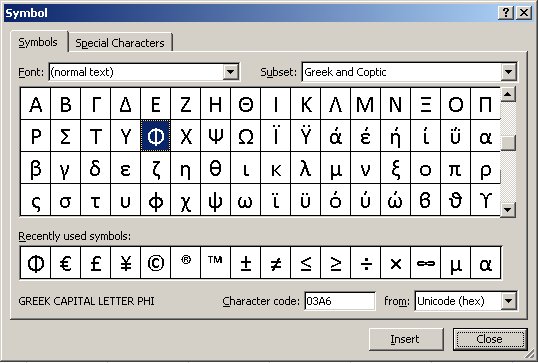 Symbol
Symbols Special Characters
Font: (normal text) Subset: Greek and Coptic
Α Β Γ Δ Ε Ζ Η Θ Ι Κ Λ Μ Ν Ξ Ο Π
Ρ Σ Τ Υ Φ Χ Ψ Ω Ϊ Ϋ ά έ ή ί ΰ α
β γ δ ε ζ η θ ι κ λ μ ν ξ ο π ρ
ς σ τ υ φ χ ψ ω ϊ ϋ ό ύ ώ ϐ ϑ ϒ
Recently used symbols:
Φ € £ ¥ © ® ™ ± ≠ ≤ ≥ ÷ × ∞ µ α
GREEK CAPITAL LETTER PHI Character code: 03A6 from: Unicode (hex)
Insert Close